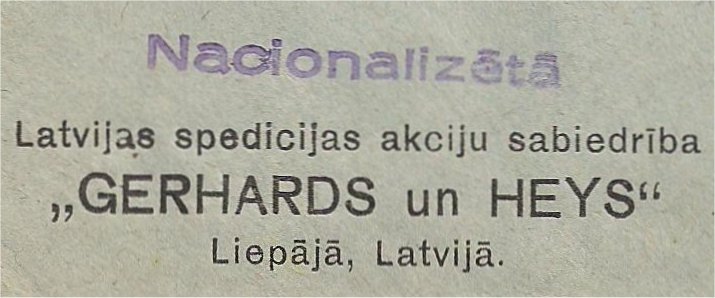 Nacionalizētā
Latvijas spedicijas akciju sabiedrība
„GERHARDS un HEYS“
Liepājā, Latvijā.